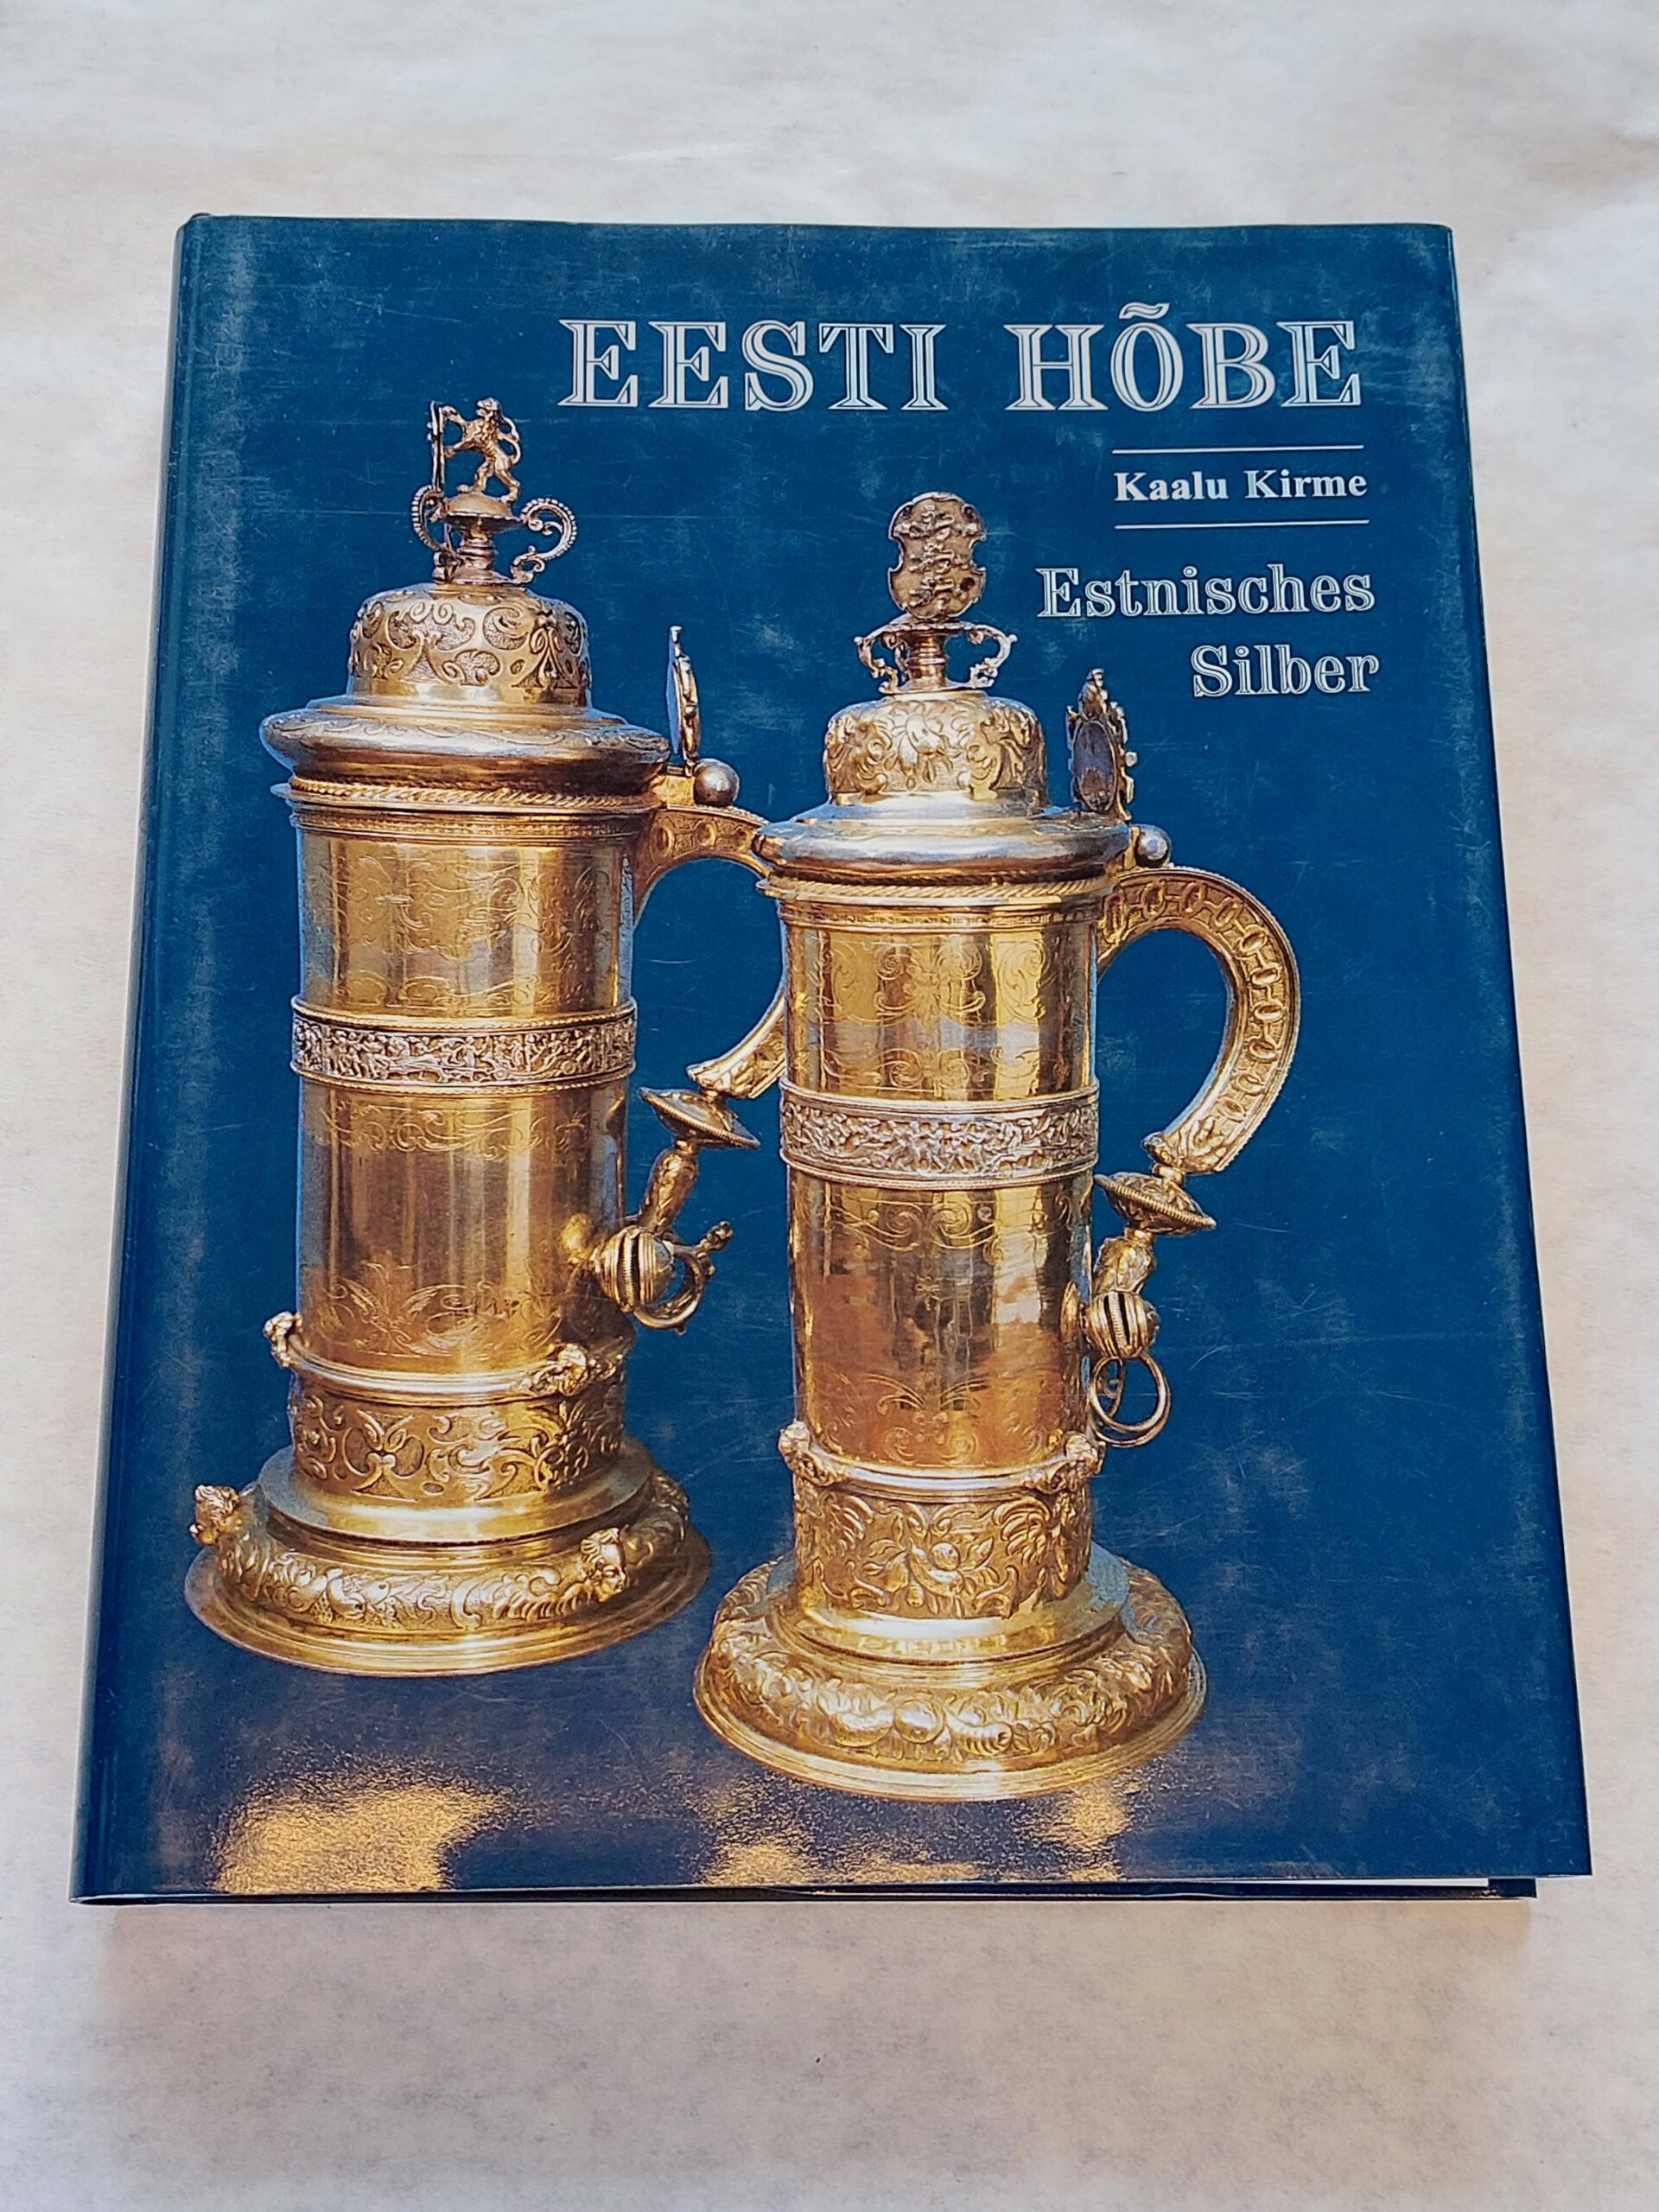 EESTI HÕBE
Kaalu Kirme
Estnisches
Silber